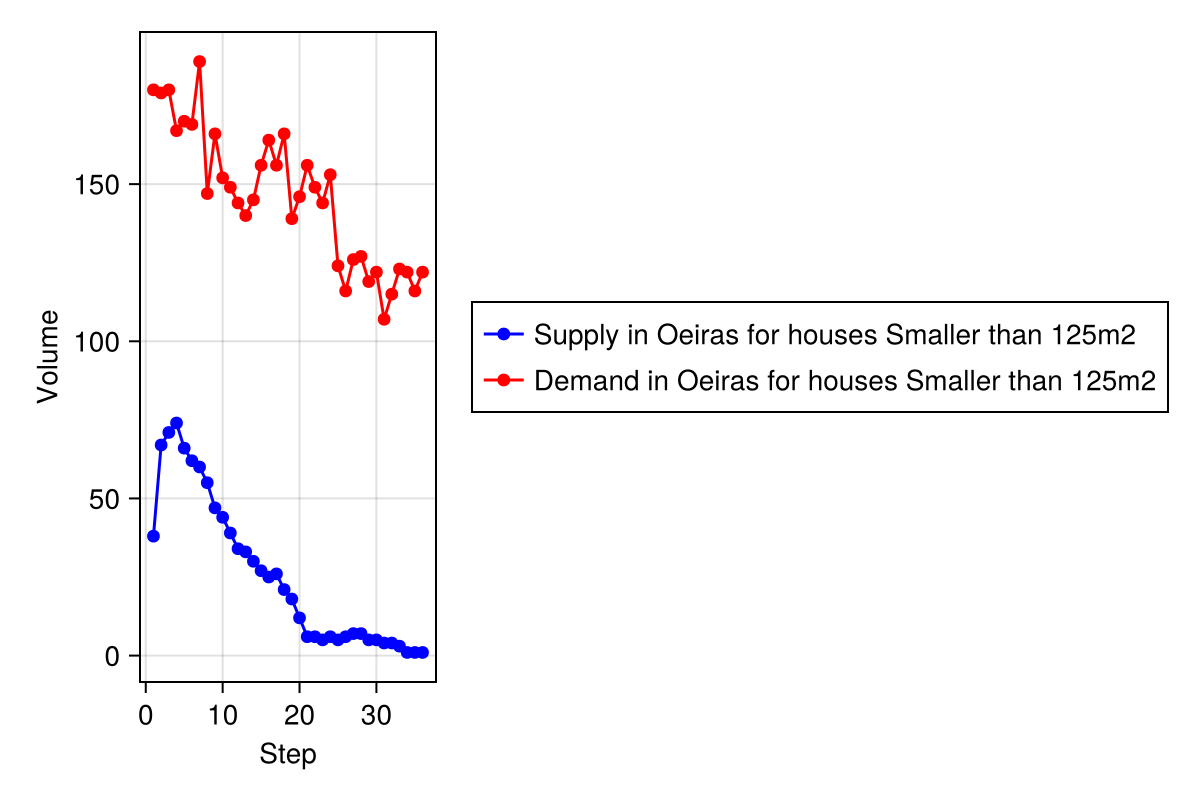 150
100
50
0
Volume
0 10 20 30
Step
Supply in Oeiras for houses Smaller than 125m2
Demand in Oeiras for houses Smaller than 125m2